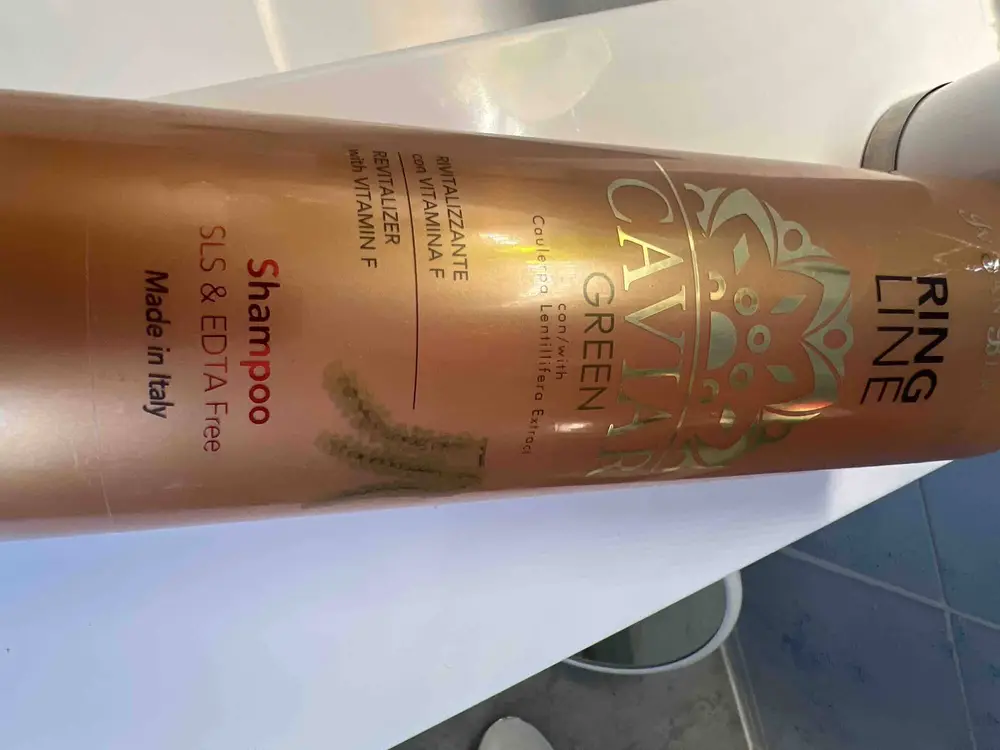 RING
LINE
CAVIAR
GREEN
con/with
Caulerpa Lentillifera Extract
RIVITALIZZANTE
con VITAMINA F
REVITALIZER
with VITAMIN F
Shampoo
SLS & EDTA Free
Made in Italy